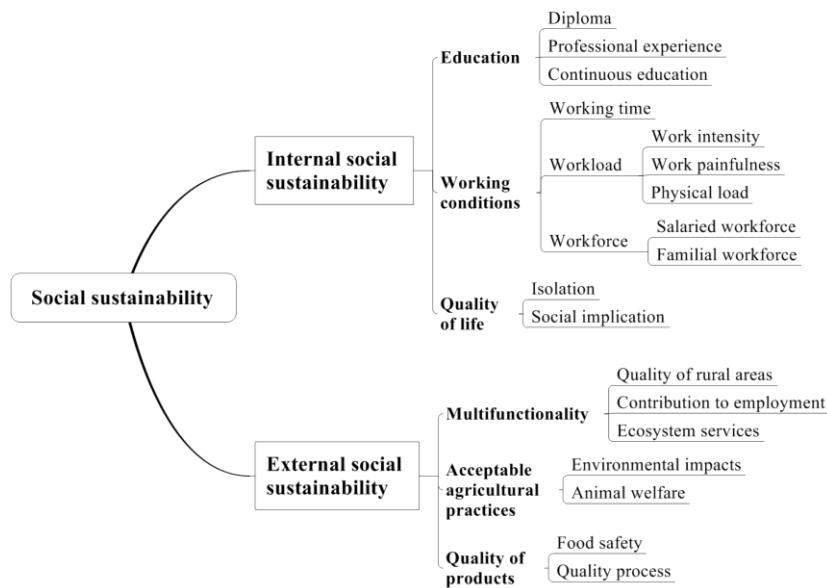 Social sustainability
Internal social
sustainability
Education
Diploma
Professional experience
Continuous education
Working
conditions
Working time
Workload
Work intensity
Work painfulness
Physical load
Workforce
Salaried workforce
Familial workforce
Quality
of life
Isolation
Social implication
External social
sustainability
Multifunctionality
Quality of rural areas
Contribution to employment
Ecosystem services
Acceptable
agricultural
practices
Environmental impacts
Animal welfare
Quality of
products
Food safety
Quality process